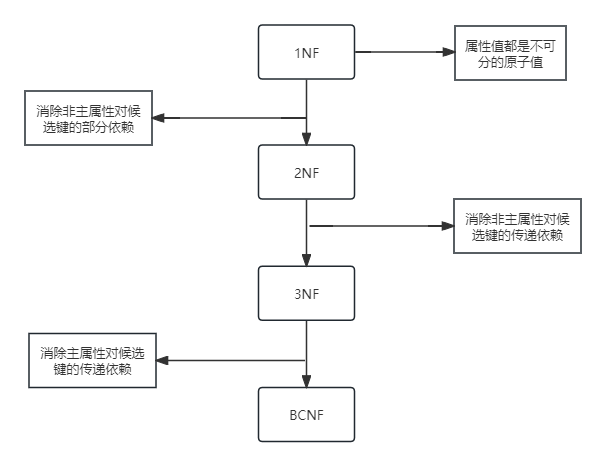 1NF
属性值都是不可
分的原子值
消除非主属性对候
选键的部分依赖
2NF
消除非主属性对候
选键的传递依赖
3NF
消除主属性对候选
键的传递依赖
BCNF